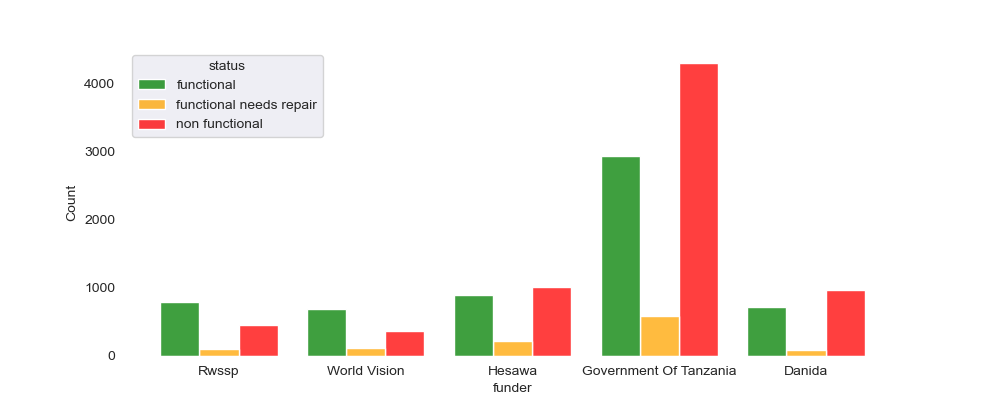 status
functional
functional needs repair
non functional
4000
3000
2000
1000
0
Count
Rwssp World Vision Hesawa Government Of Tanzania Danida
funder